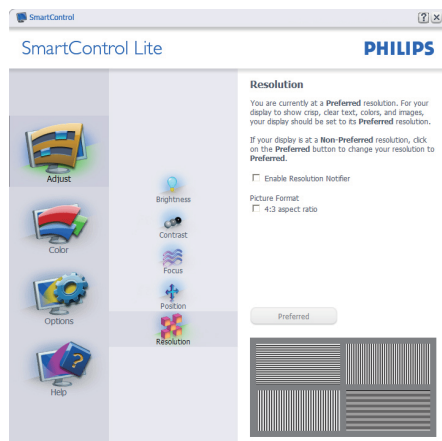 SmartControl
SmartControl Lite
PHILIPS
Adjust
Color
Options
Help
Brightness
Contrast
Focus
Position
Resolution
Resolution
You are currently at a Preferred resolution. For your
display to show crisp, clear text, colors, and images,
your display should be set to its Preferred resolution.
If your display is at a Non-Preferred resolution, click
on the Preferred button to change your resolution to
Preferred.
Enable Resolution Notifier
Picture Format
4:3 aspect ratio
Preferred